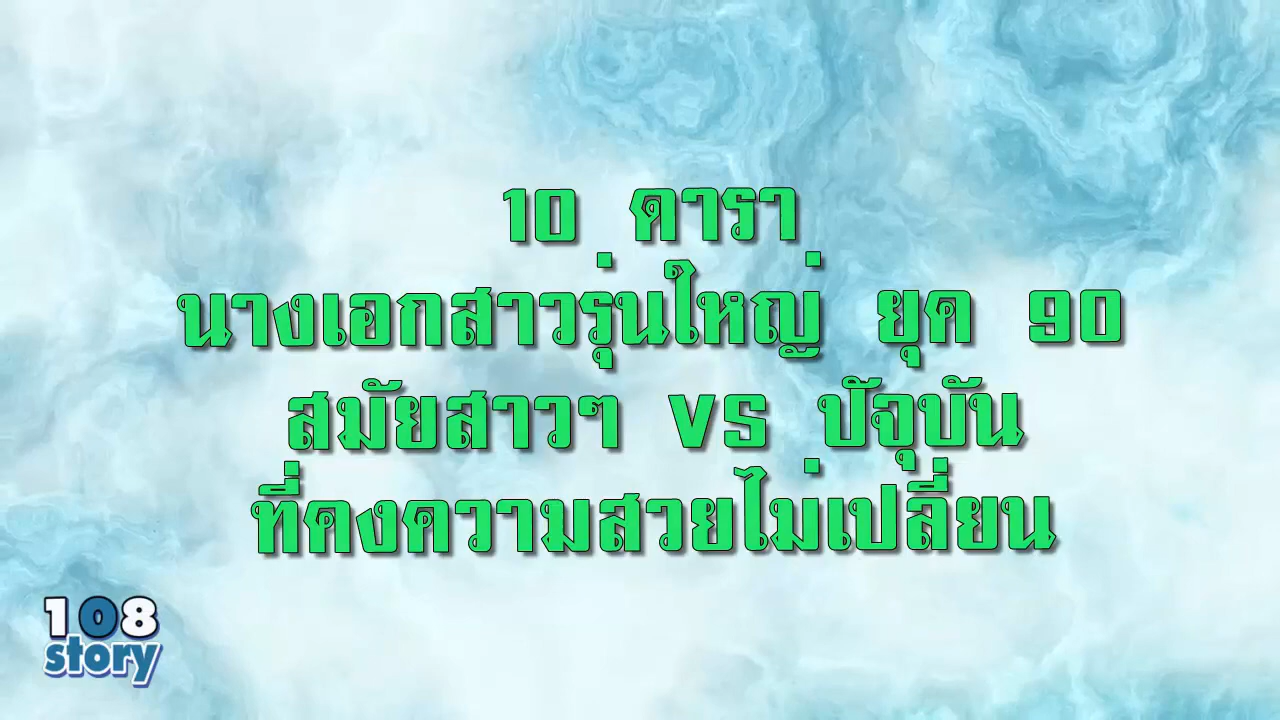 10 ดารา
นางเอกสาวรุ่นใหญ่ ยุค 90
สมัยสาวๆ VS ปัจุบัน
ที่คงความสวยไม่เปลี่ยน
108
story